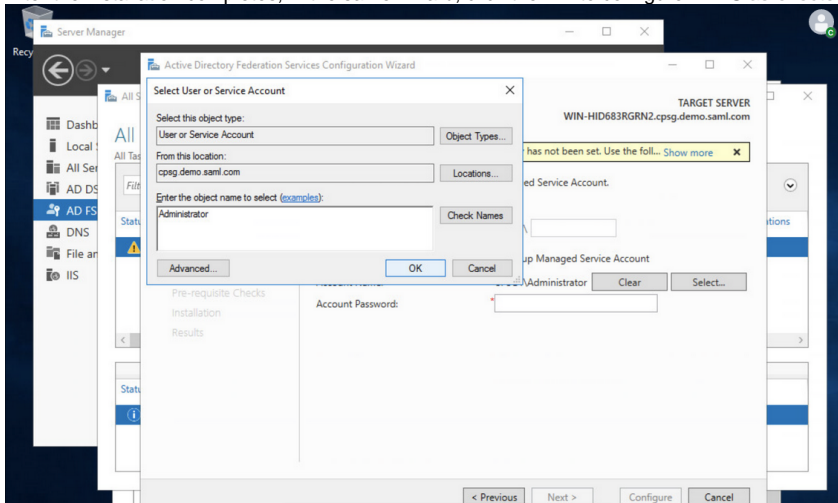 Server Manager
Active Directory Federation Services Configuration Wizard
Select User or Service Account
Select this object type:
User or Service Account
Object Types...
From this location:
cpsg.demo.saml.com
Locations...
Enter the object name to select (examples):
Administrator
Check Names
Advanced...
OK
Cancel
TARGET SERVER
WIN-HID683RGRN2.cpsg.demo.saml.com
has not been set. Use the foll...
Show more
Service Account.
up Managed Service Account
\Administrator
Clear
Select...
Account Password:
*
Pre-requisite Checks
Installation
Results
< Previous
Next >
Configure
Cancel
All
Dashb
Local
All Ser
AD DS
AD FS
DNS
File an
IIS
All S
All Tas
Filt
Statu
Statu
Recy